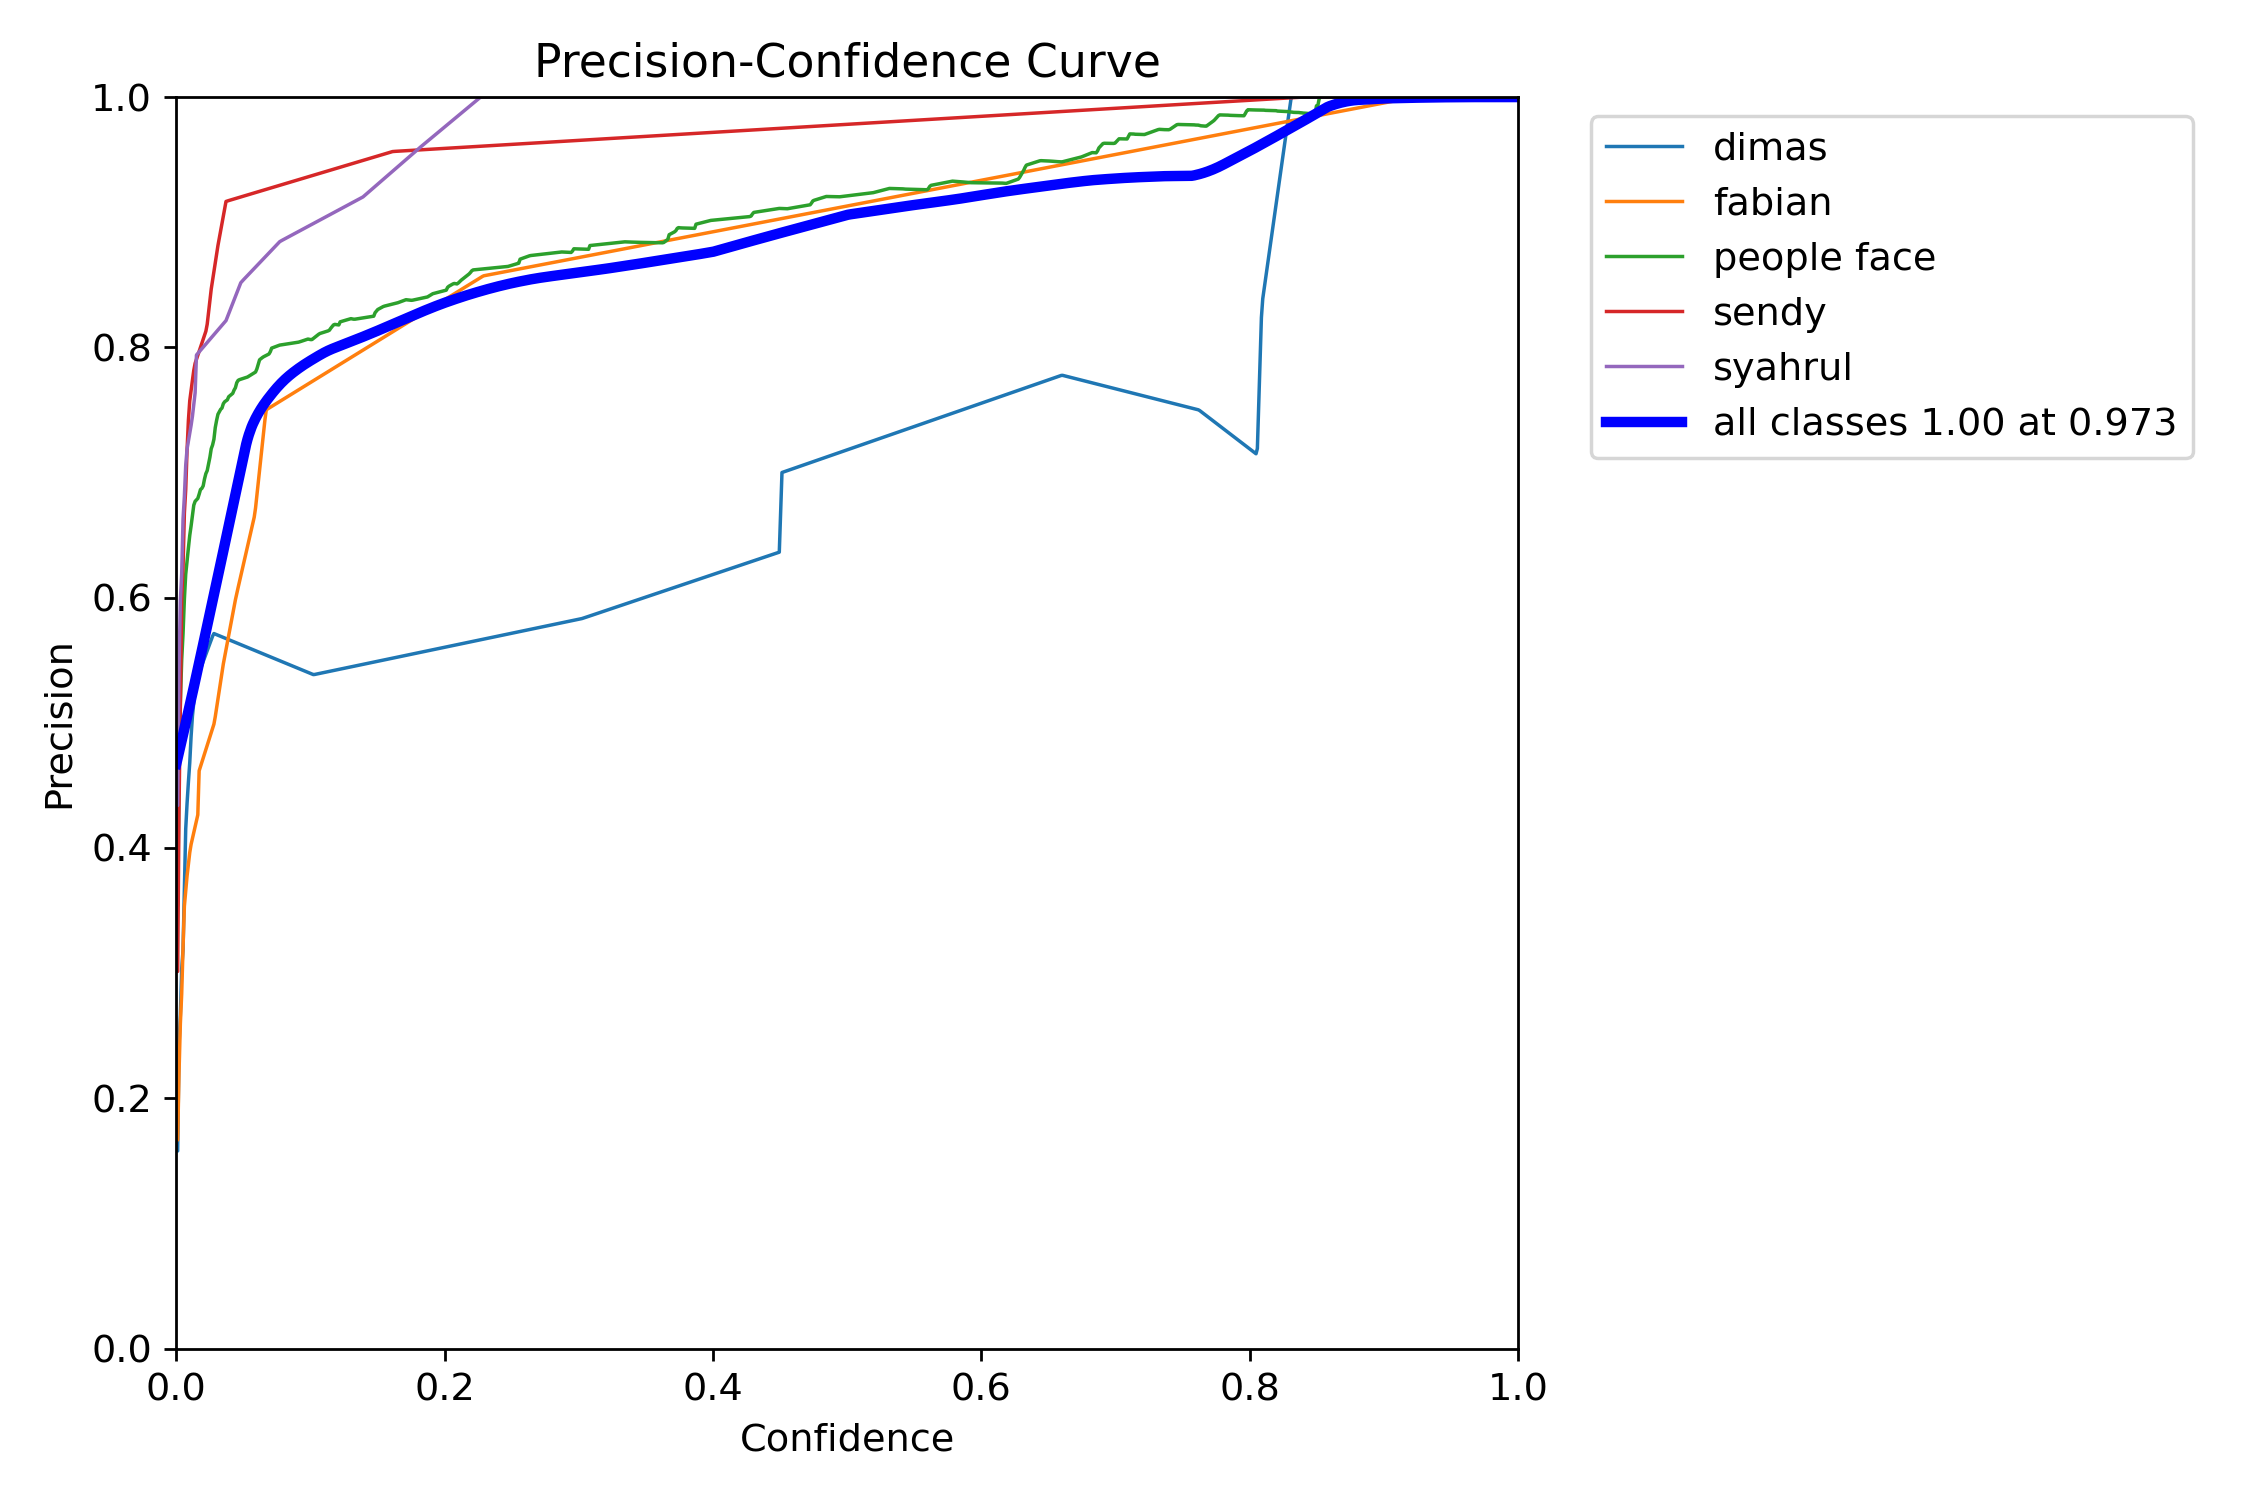 Precision-Confidence Curve
1.0
0.8
0.6
0.4
0.2
0.0
Precision
0.0 0.2 0.4 0.6 0.8 1.0
Confidence
dimas
fabian
people face
sendy
syahrul
all classes 1.00 at 0.973